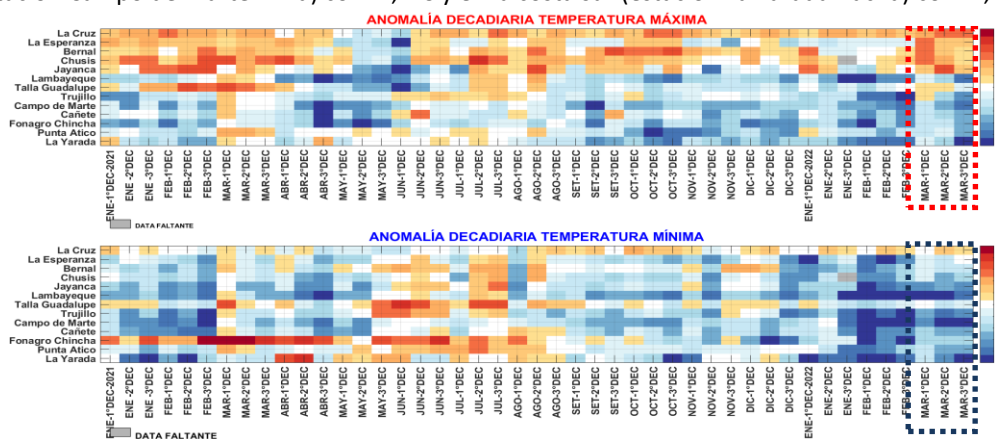 ANOMALÍA DECADIARIA TEMPERATURA MÁXIMA
La Cruz
La Esperanza
Bernal
Chusis
Jayanca
Lambayeque
Talla Guadalupe
Trujillo
Campo de Marte
Cañete
Fonagro Chincha
Punta Atico
La Yarada
ENE-1°DEC-2021
ENE -2°DEC
ENE -3°DEC
FEB-1°DEC
FEB-2°DEC
FEB-3°DEC
MAR-1°DEC
MAR-2°DEC
MAR-3°DEC
ABR-1°DEC
ABR-2°DEC
ABR-3°DEC
MAY-1°DEC
MAY-2°DEC
MAY-3°DEC
JUN-1°DEC
JUN-2°DEC
JUN-3°DEC
JUL-1°DEC
JUL-2°DEC
JUL-3°DEC
AGO-1°DEC
AGO-2°DEC
AGO-3°DEC
SET-1°DEC
SET-2°DEC
SET-3°DEC
OCT-1°DEC
OCT-2°DEC
OCT-3°DEC
NOV-1°DEC
NOV-2°DEC
NOV-3°DEC
DIC-1°DEC
DIC-2°DEC
DIC-3°DEC
ENE-1°DEC-2022
ENE-2°DEC
ENE-3°DEC
FEB-1°DEC
FEB-2°DEC
FEB-3°DEC
MAR-1°DEC
MAR-2°DEC
MAR-3°DEC
DATA FALTANTE
ANOMALÍA DECADIARIA TEMPERATURA MÍNIMA
La Cruz
La Esperanza
Bernal
Chusis
Jayanca
Lambayeque
Talla Guadalupe
Trujillo
Campo de Marte
Cañete
Fonagro Chincha
Punta Atico
La Yarada
ENE-1°DEC-2021
ENE -2°DEC
ENE -3°DEC
FEB-1°DEC
FEB-2°DEC
FEB-3°DEC
MAR-1°DEC
MAR-2°DEC
MAR-3°DEC
ABR-1°DEC
ABR-2°DEC
ABR-3°DEC
MAY-1°DEC
MAY-2°DEC
MAY-3°DEC
JUN-1°DEC
JUN-2°DEC
JUN-3°DEC
JUL-1°DEC
JUL-2°DEC
JUL-3°DEC
AGO-1°DEC
AGO-2°DEC
AGO-3°DEC
SET-1°DEC
SET-2°DEC
SET-3°DEC
OCT-1°DEC
OCT-2°DEC
OCT-3°DEC
NOV-1°DEC
NOV-2°DEC
NOV-3°DEC
DIC-1°DEC
DIC-2°DEC
DIC-3°DEC
ENE-1°DEC-2022
ENE-2°DEC
ENE-3°DEC
FEB-1°DEC
FEB-2°DEC
FEB-3°DEC
MAR-1°DEC
MAR-2°DEC
MAR-3°DEC
DATA FALTANTE